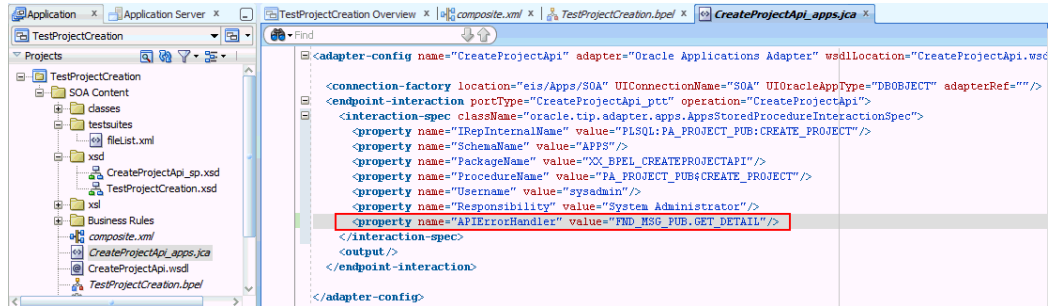 Application x Application Server x
TestProjectCreation
Projects
TestProjectCreation
SOA Content
classes
testsuites
fileList.xml
xsd
CreateProjectApi_sp.xsd
TestProjectCreation.xsd
xsl
Business Rules
composite.xml
CreateProjectApi_apps.jca
CreateProjectApi.wsdl
TestProjectCreation.bpel
TestProjectCreation Overview x composite.xml x TestProjectCreation.bpel x CreateProjectApi_apps.jca x
Find
<adapter-config name="CreateProjectApi" adapter="Oracle Applications Adapter" wsdlLocation="CreateProjectApi.wsd
<connection-factory location="eis/Apps/SOA" UIConnectionName="SOA" UIOracleAppType="DBOBJECT" adapterRef=""/>
<endpoint-interaction portType="CreateProjectApi_ptt" operation="CreateProjectApi">
<interaction-spec className="oracle.tip.adapter.apps.AppsStoredProcedureInteractionSpec">
<property name="IRepInternalName" value="PLSQL:PA_PROJECT_PUB:CREATE_PROJECT"/>
<property name="SchemaName" value="APPS"/>
<property name="PackageName" value="XX_BPEL_CREATEPROJECTAPI"/>
<property name="ProcedureName" value="PA_PROJECT_PUB$CREATE_PROJECT"/>
<property name="Username" value="sysadmin"/>
<property name="Responsibility" value="System Administrator"/>
<property name="APIErrorHandler" value="FND_MSG_PUB.GET_DETAIL"/>
</interaction-spec>
<output/>
</endpoint-interaction>
</adapter-config>